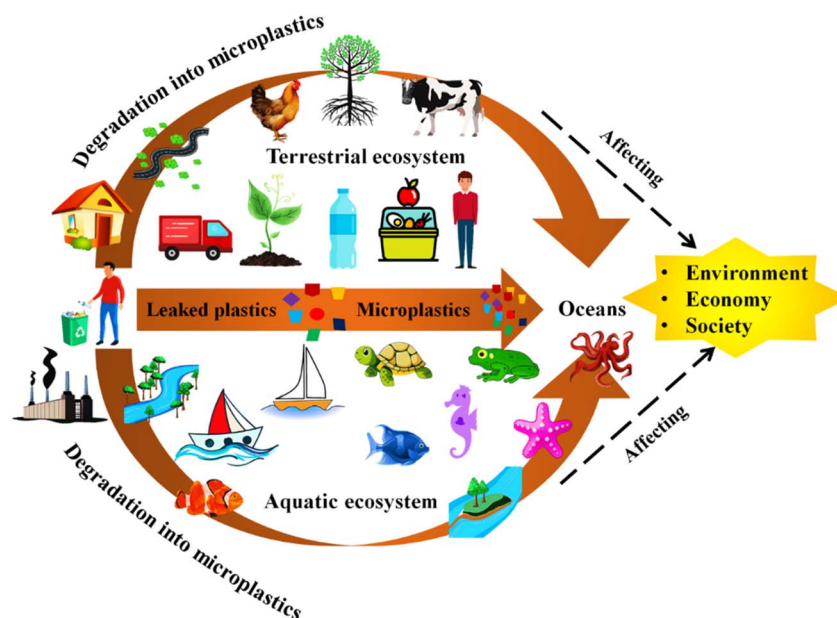 Degradation into microplastics
Terrestrial ecosystem
Affecting
Leaked plastics
Microplastics
Oceans
• Environment
• Economy
• Society
Affecting
Aquatic ecosystem
Degradation into microplastics